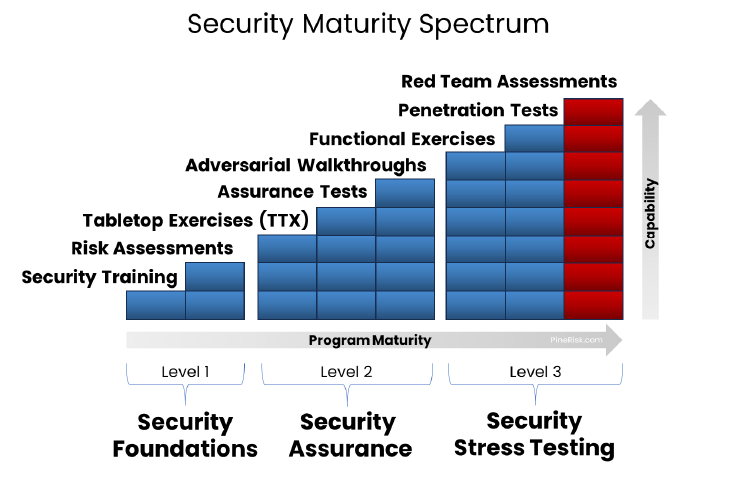 Security Maturity Spectrum
Red Team Assessments
Penetration Tests
Functional Exercises
Adversarial Walkthroughs
Assurance Tests
Tabletop Exercises (TTX)
Risk Assessments
Security Training
Capability
Program Maturity
PineRisk.com
Level 1
Level 2
Level 3
Security
Foundations
Security
Assurance
Security
Stress Testing